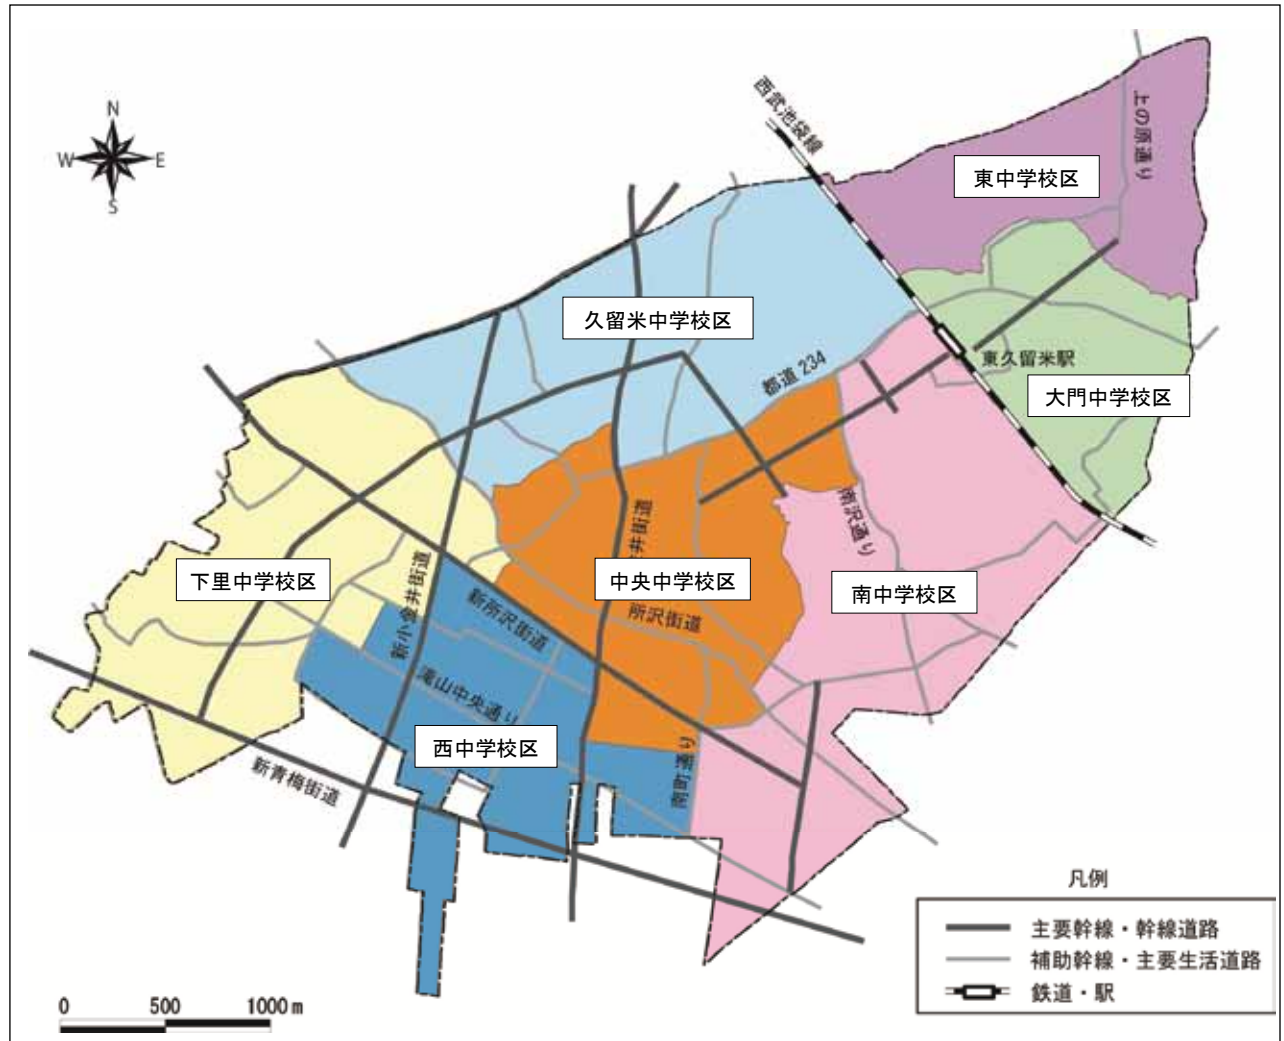 N
W
E
S
西武池袋線
上の原通り
東中学校区
久留米中学校区
都道 234
東久留米駅
大門中学校区
南沢通り
井街道
下里中学校区
中央中学校区
南中学校区
新小金井街道
新所沢街道
所沢街道
滝山中央通り
西中学校区
南町通り
新青梅街道
凡例
主要幹線・幹線道路
補助幹線・主要生活道路
鉄道・駅
0 500 1000 m